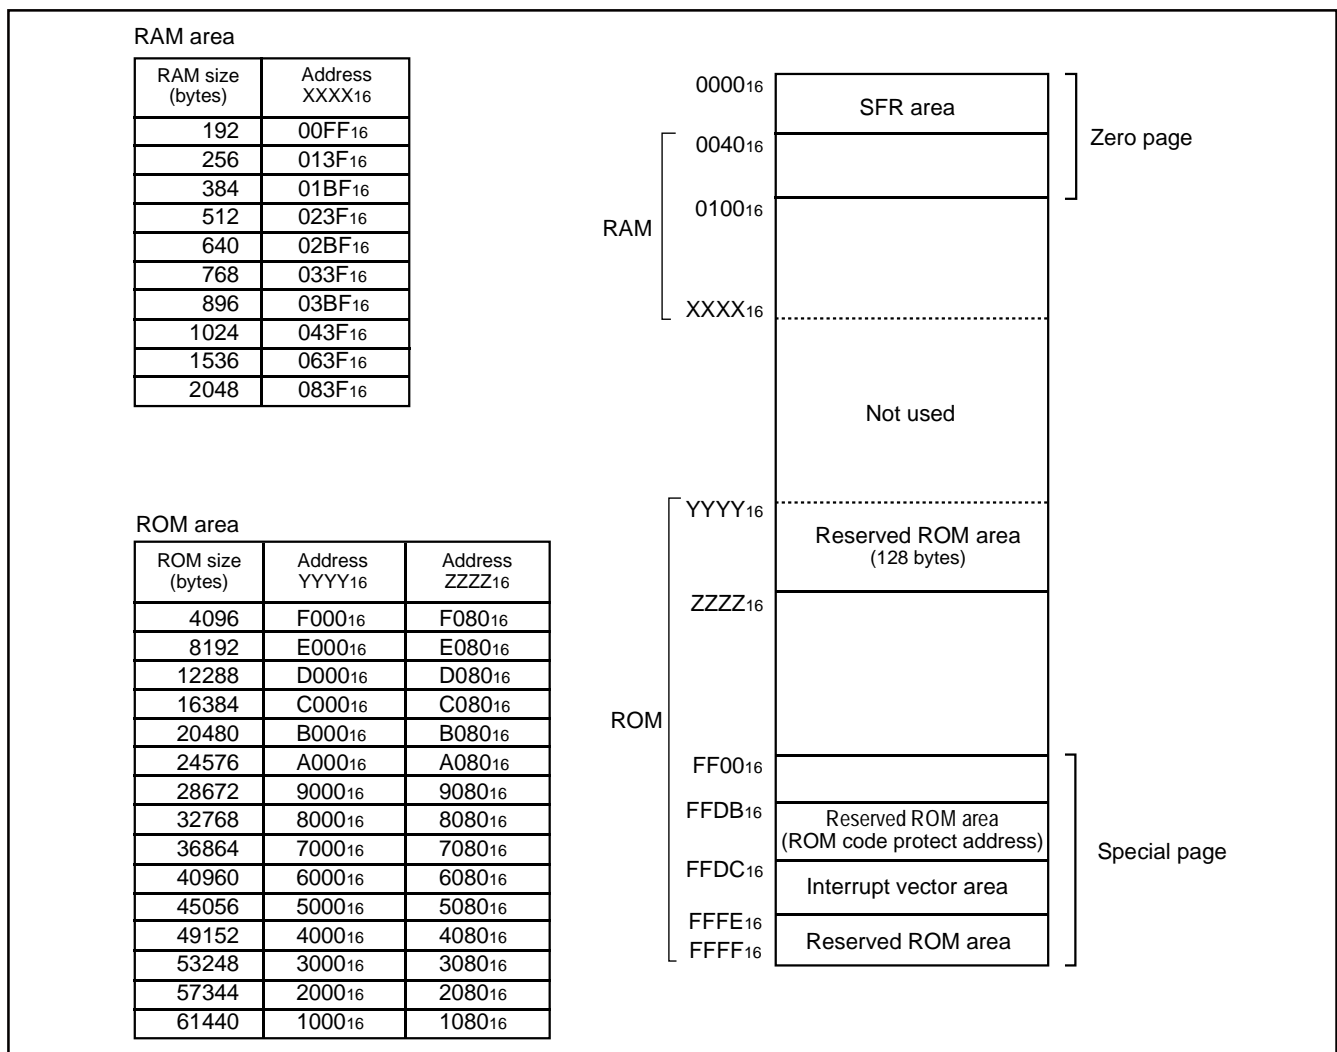 RAM area
RAM size (bytes) Address XXXX16
192 00FF16
256 013F16
384 01BF16
512 023F16
640 02BF16
768 033F16
896 03BF16
1024 043F16
1536 063F16
2048 083F16
ROM area
ROM size (bytes) Address YYYY16 Address ZZZZ16
4096 F00016 F08016
8192 E00016 E08016
12288 D00016 D08016
16384 C00016 C08016
20480 B00016 B08016
24576 A00016 A08016
28672 900016 908016
32768 800016 808016
36864 700016 708016
40960 600016 608016
45056 500016 508016
49152 400016 408016
53248 300016 308016
57344 200016 208016
61440 100016 108016
000016
SFR area
Zero page
004016
010016
RAM
XXXX16
Not used
YYYY16
Reserved ROM area
(128 bytes)
ZZZZ16
ROM
FF0016
FFDB16
Reserved ROM area
(ROM code protect address)
Special page
FFDC16
Interrupt vector area
FFFE16
Reserved ROM area
FFFF16